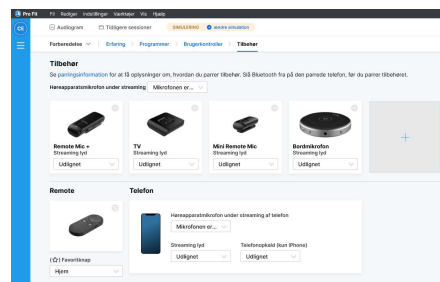 Pro Fit Fil Rediger Indstillinger Værktøjer Vis Hjælp
CE Audiogram Tidligere sessioner SIMULERING ændre simulation
Forberedelse Erfaring Programmer Brugerkontroller Tilbehør
Tilbehør
Se parringsinformation for at få oplysninger om, hvordan du parrer tilbehør. Slå Bluetooth fra på den parrede telefon, før du parrer tilbehøret.
Høreapparatsmikrofon under streaming Mikrofonen er...
Remote Mic + TV Mini Remote Mic Bordmikrofon
Streaming lyd Streaming lyd Streaming lyd Streaming lyd
Udlignet Udlignet Udlignet Udlignet
Remote Telefon
Høreapparatmikrofon under streaming af telefon
Mikrofonen er...
Streaming lyd Telefonopkald (kun iPhone)
Udlignet Udlignet
(☆) Favoritknap
Hjem